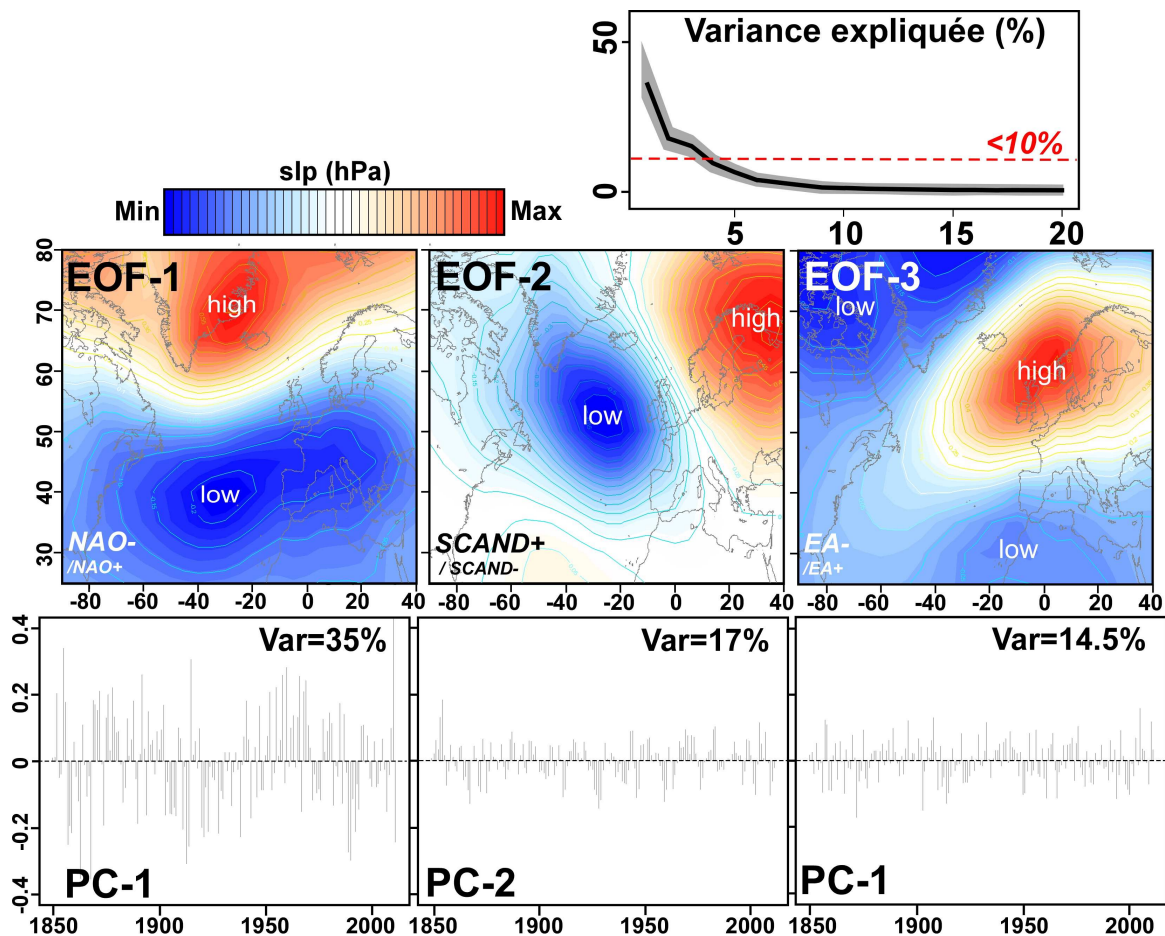 Variance expliquée (%)
50
0
<10%
5
10
15
20
slp (hPa)
Min
Max
80
70
60
50
40
30
EOF-1
high
low
NAO-
/NAO+
-80
-60
-40
-20
0
20
40
EOF-2
high
low
SCAND+
/ SCAND-
-80
-60
-40
-20
0
20
40
EOF-3
low
high
low
EA-
/EA+
-80
-60
-40
-20
0
20
40
0.4
0.2
0
-0.2
-0.4
Var=35%
PC-1
1850
1900
1950
2000
Var=17%
PC-2
1850
1900
1950
2000
Var=14.5%
PC-1
1850
1900
1950
2000